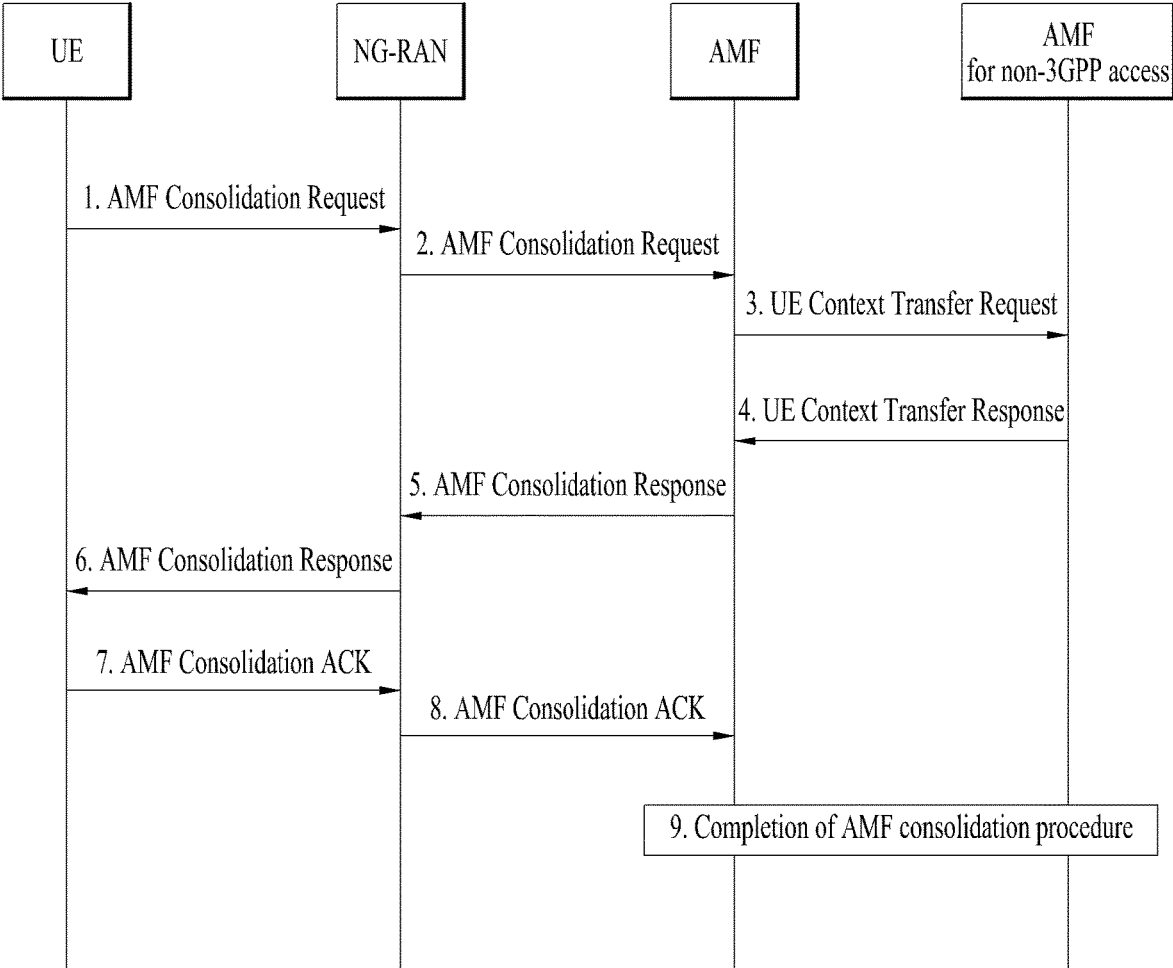 UE
NG-RAN
AMF
AMF
for non-3GPP access
1. AMF Consolidation Request
2. AMF Consolidation Request
3. UE Context Transfer Request
4. UE Context Transfer Response
5. AMF Consolidation Response
6. AMF Consolidation Response
7. AMF Consolidation ACK
8. AMF Consolidation ACK
9. Completion of AMF consolidation procedure